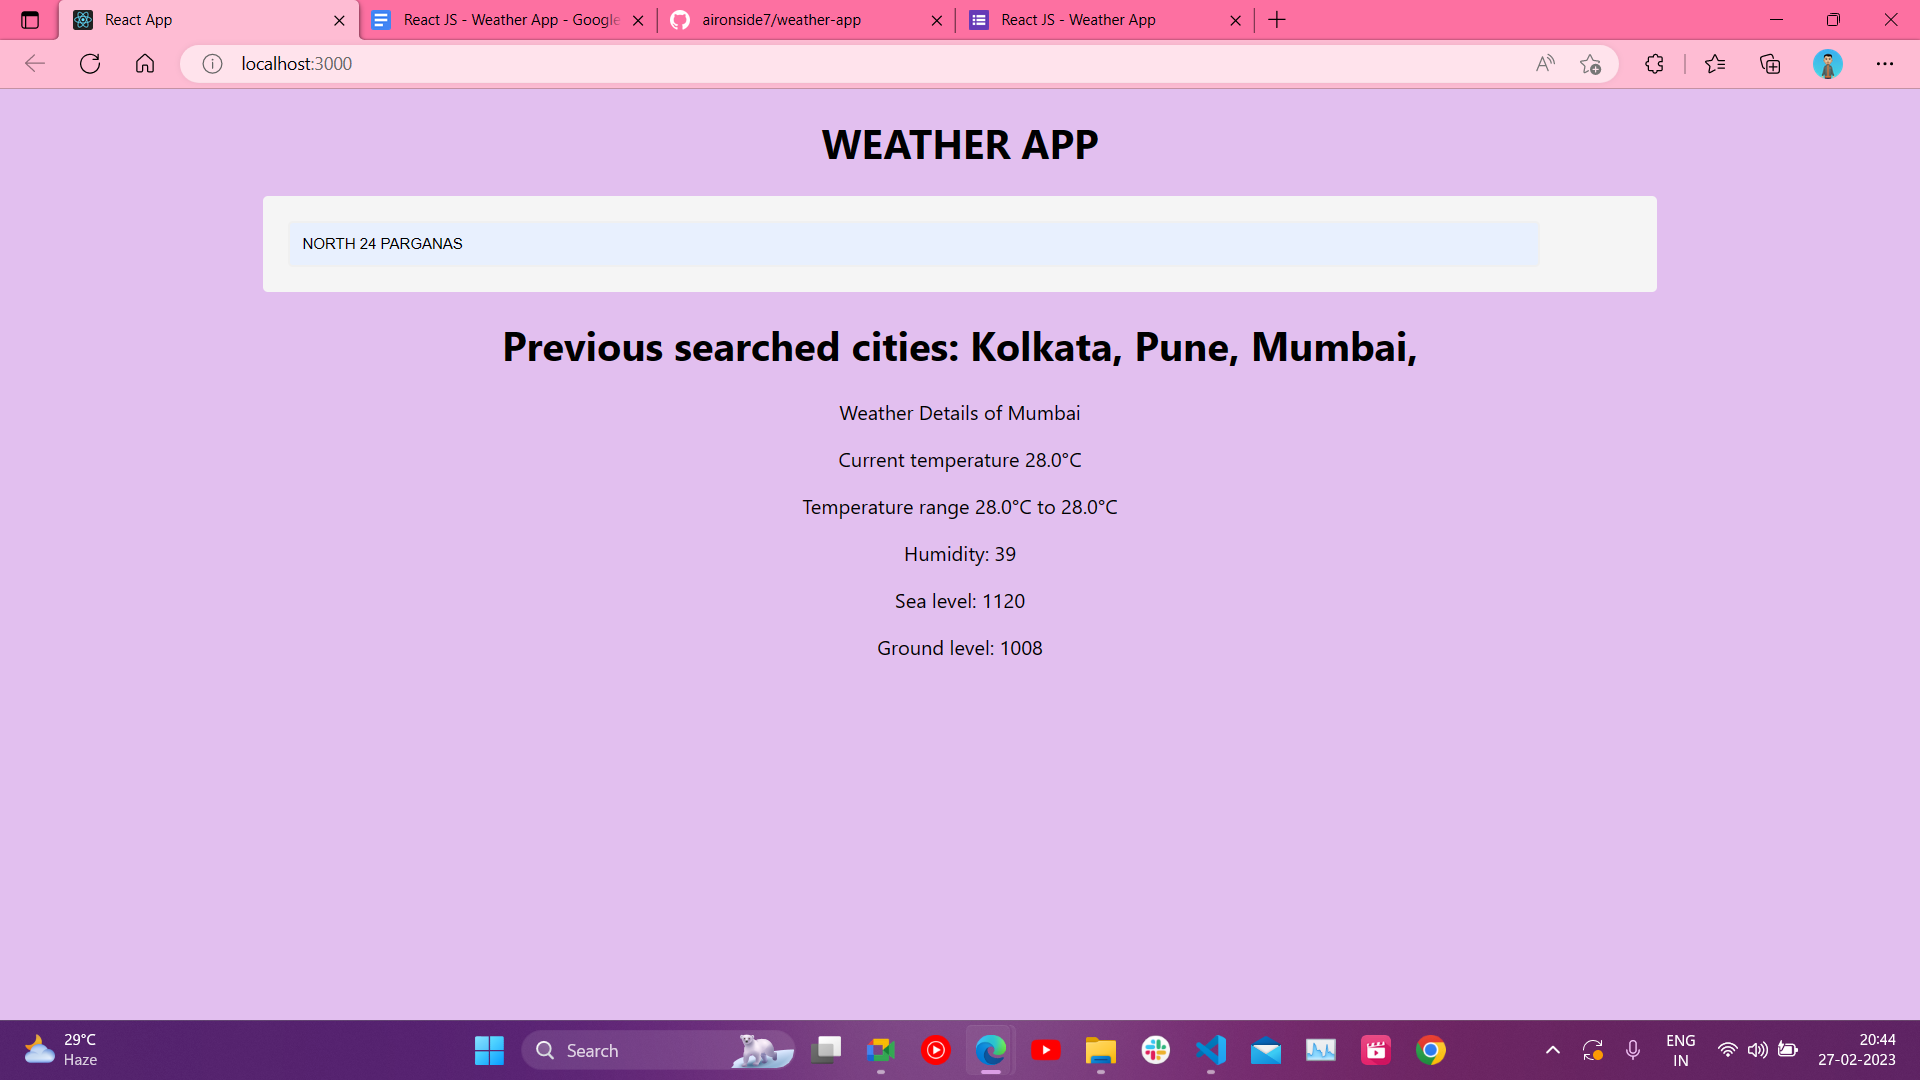 React App
React JS - Weather App - Google
aironside7/weather-app
React JS - Weather App
localhost:3000
WEATHER APP
NORTH 24 PARGANAS
Previous searched cities: Kolkata, Pune, Mumbai,
Weather Details of Mumbai
Current temperature 28.0°C
Temperature range 28.0°C to 28.0°C
Humidity: 39
Sea level: 1120
Ground level: 1008
29°C
Haze
Search
ENG
IN
20:44
27-02-2023